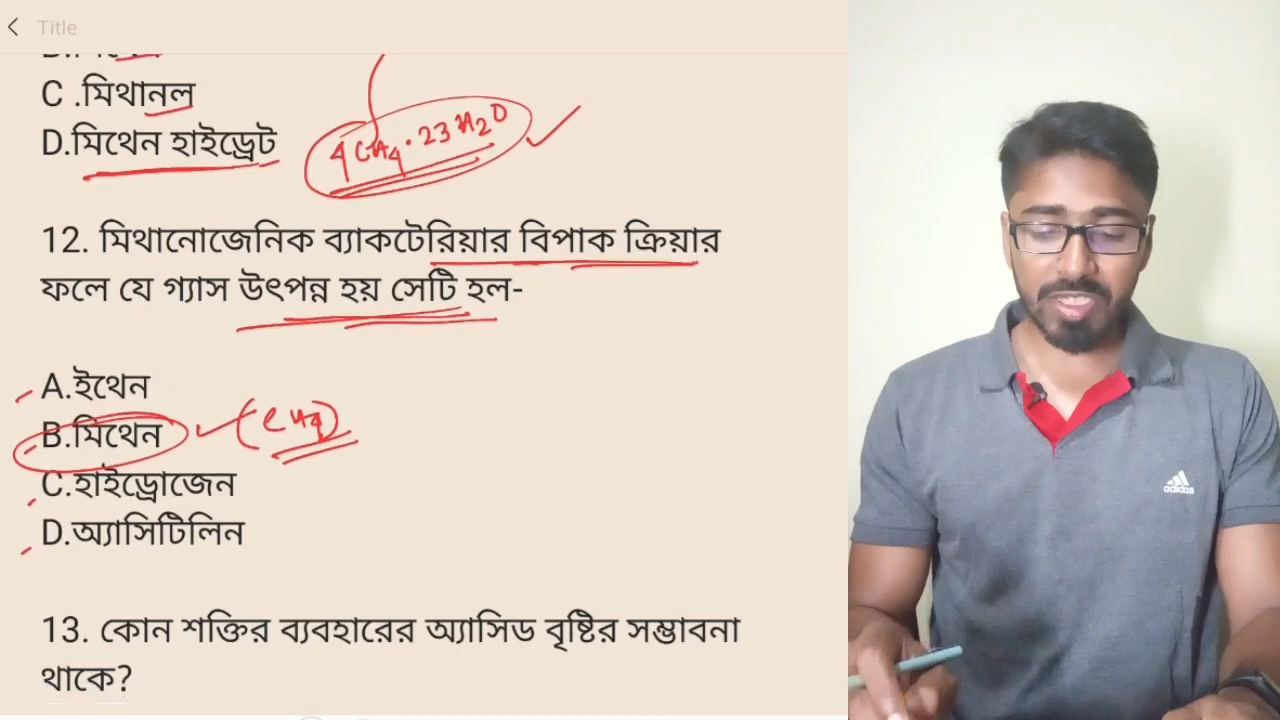 Title
C .মিথানল
D.মিথেন হাইড্রেট
4CH4·23H2O
12. মিথানোজেনিক ব্যাকটেরিয়ার বিপাক ক্রিয়ার
ফলে যে গ্যাস উৎপন্ন হয় সেটি হল-
A.ইথেন
B.মিথেন
(CH4)
C.হাইড্রোজেন
D.অ্যাসিটিলিন
13. কোন শক্তির ব্যবহারের অ্যাসিড বৃষ্টির সম্ভাবনা
থাকে?
adidas